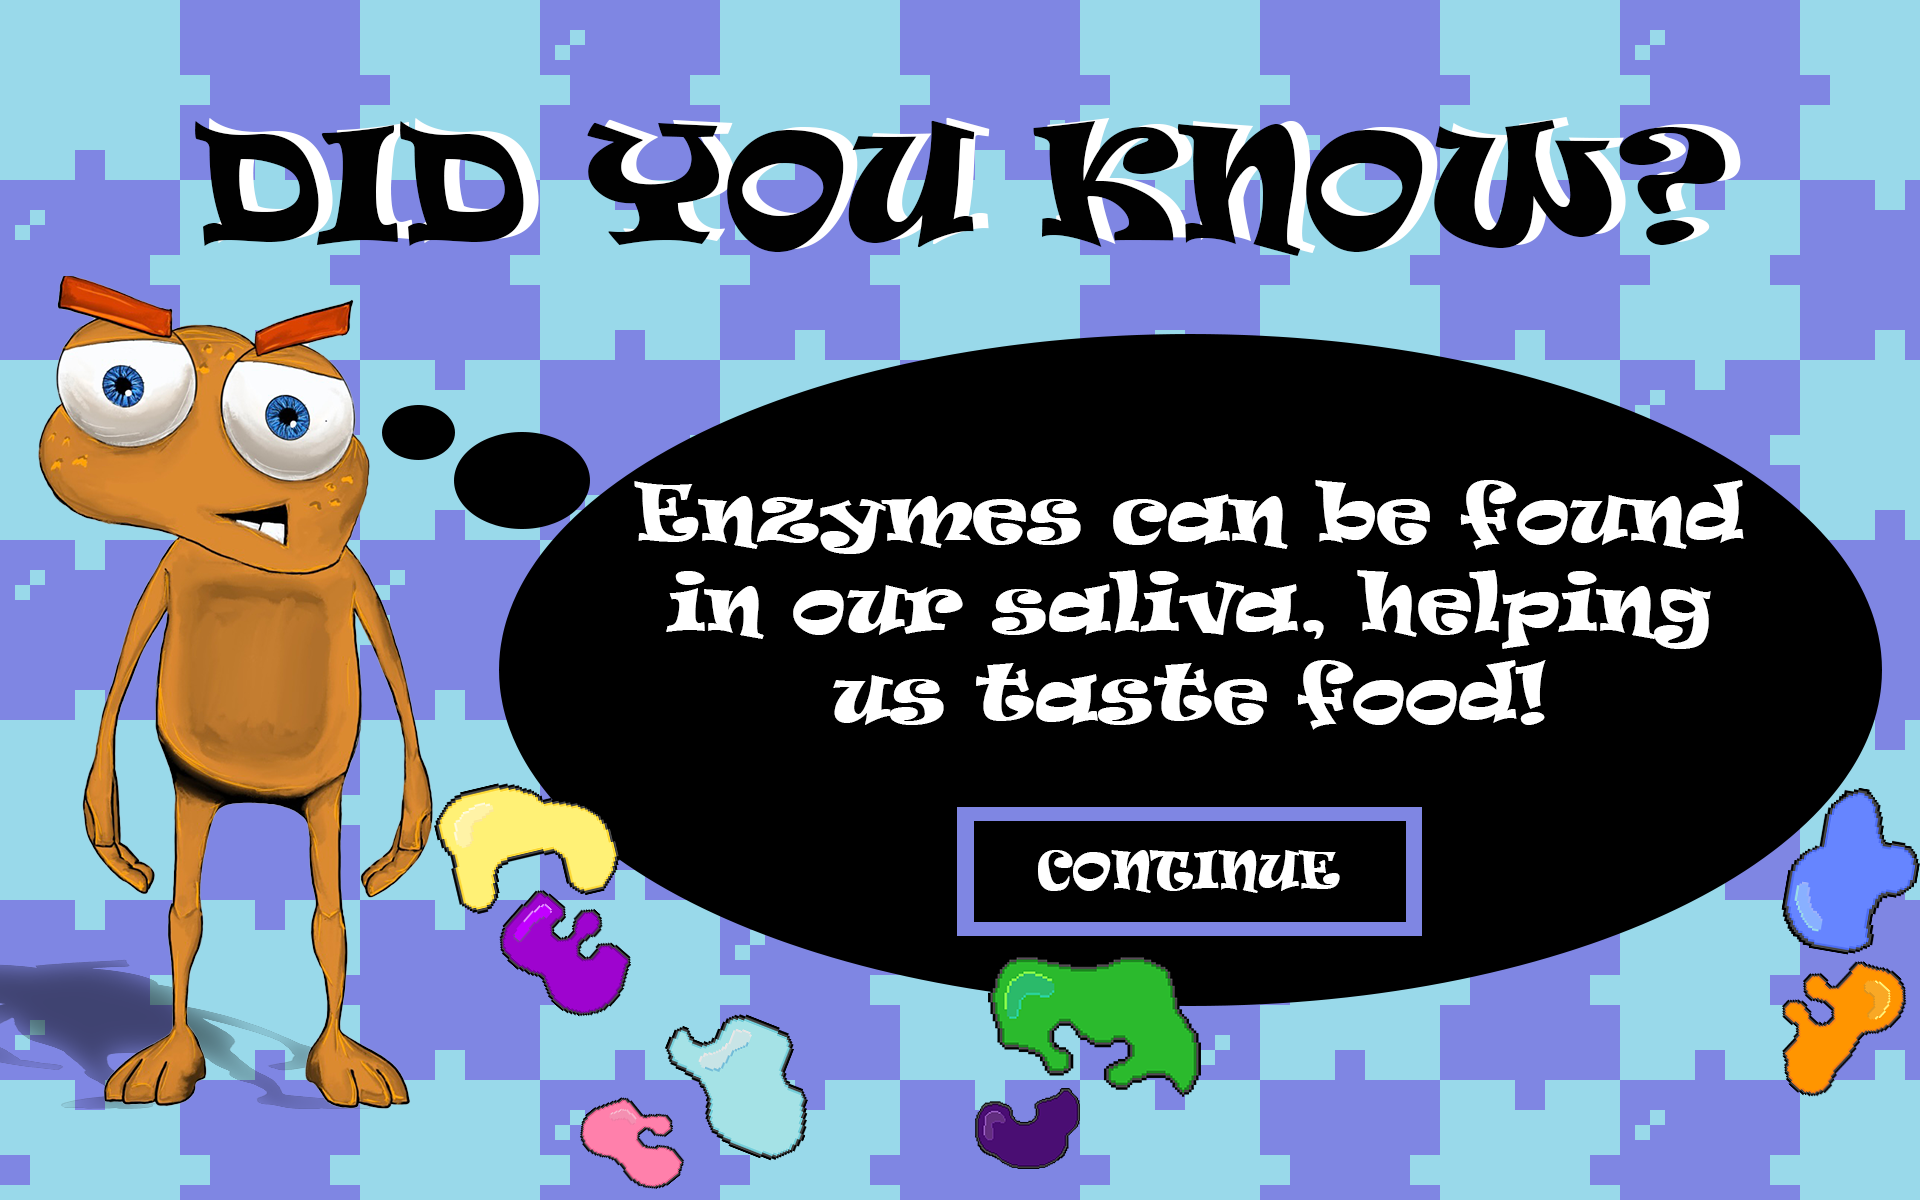 DID YOU KNOW?
Enzymes can be found
in our saliva, helping
us taste food!
CONTINUE